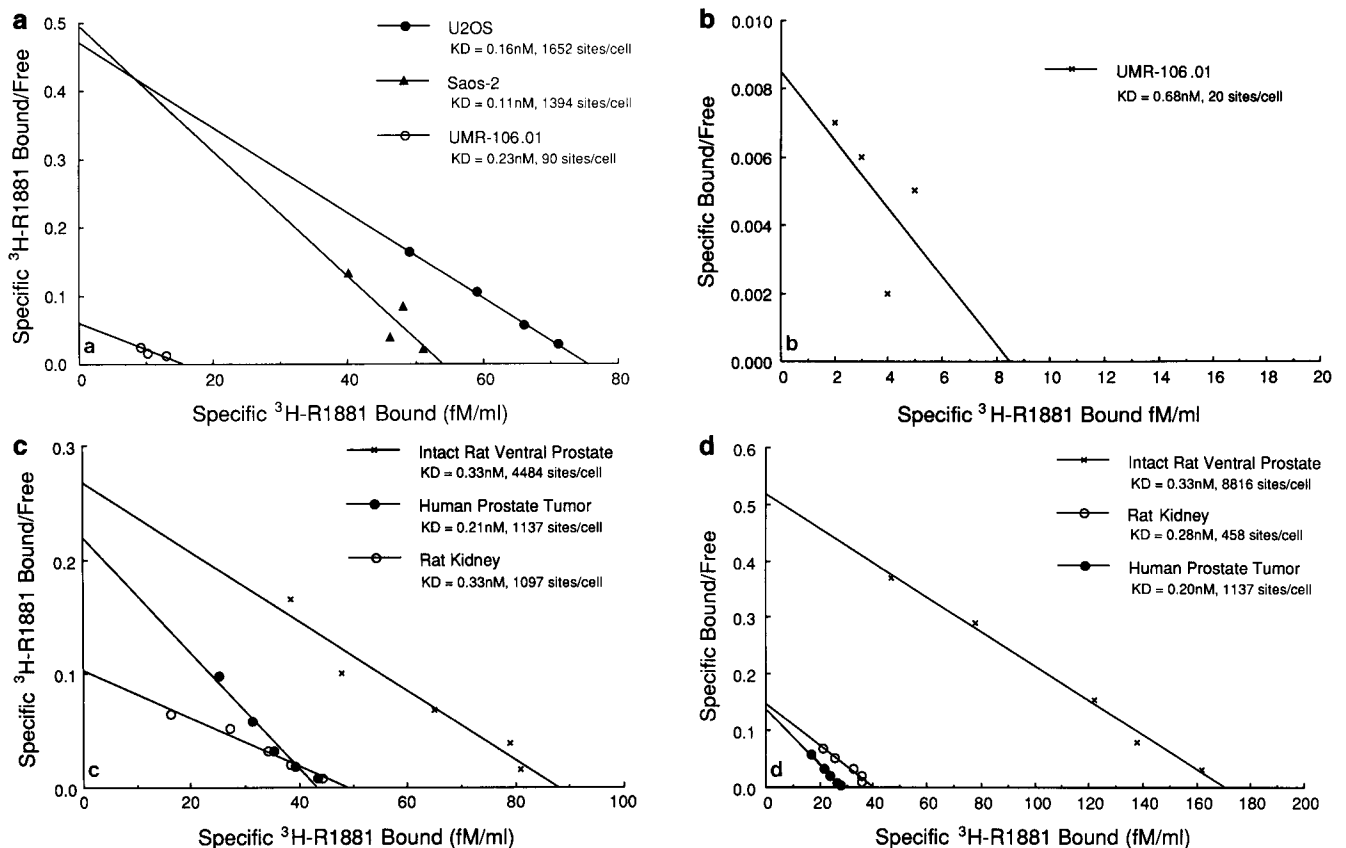 a
0.5
0.4
0.3
0.2
0.1
0.0
Specific ³H-R1881 Bound/Free
U2OS
KD = 0.16nM, 1652 sites/cell
Saos-2
KD = 0.11nM, 1394 sites/cell
UMR-106.01
KD = 0.23nM, 90 sites/cell
a
0 20 40 60 80
Specific ³H-R1881 Bound (fM/ml)
b
0.010
0.008
0.006
0.004
0.002
0.000
Specific Bound/Free
UMR-106.01
KD = 0.68nM, 20 sites/cell
b
0 2 4 6 8 10 12 14 16 18 20
Specific ³H-R1881 Bound fM/ml
c
0.3
0.2
0.1
0.0
Specific ³H-R1881 Bound/Free
Intact Rat Ventral Prostate
KD = 0.33nM, 4484 sites/cell
Human Prostate Tumor
KD = 0.21nM, 1137 sites/cell
Rat Kidney
KD = 0.33nM, 1097 sites/cell
c
0 20 40 60 80 100
Specific ³H-R1881 Bound (fM/ml)
d
0.6
0.5
0.4
0.3
0.2
0.1
0.0
Specific Bound/Free
Intact Rat Ventral Prostate
KD = 0.33nM, 8816 sites/cell
Rat Kidney
KD = 0.28nM, 458 sites/cell
Human Prostate Tumor
KD = 0.20nM, 1137 sites/cell
d
0 20 40 60 80 100 120 140 160 180 200
Specific ³H-R1881 Bound (fM/ml)